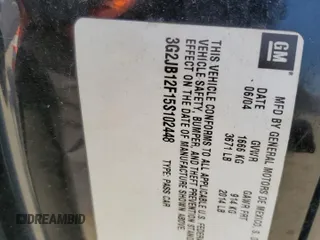 GM
MFD BY GENERAL MOTORS DE MEXICO, S.
DATE GVWR GAWR FRT
06/04 1666 KG 914 KG
3671 LB 2014 LB
THIS VEHICLE CONFORMS TO ALL APPLICABLE U.S. FEDERAL
VEHICLE SAFETY, BUMPER, AND THEFT PREVENTION
STANDARDS IN EFFECT ON THE DATE OF MANUFACTURE SHOWN ABOVE.
3G2JB12F15S102448 TYPE: PASS CAR
DREAMBID